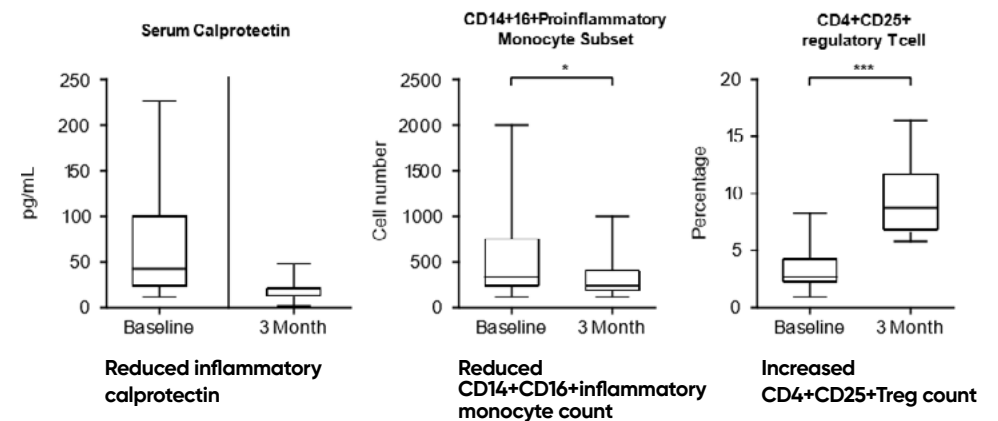 Serum Calprotectin
250
200
150
100
50
0
pg/mL
Baseline
3 Month
Reduced inflammatory
calprotectin
CD14+16+Proinflammatory
Monocyte Subset
*
2500
2000
1500
1000
500
0
Cell number
Baseline
3 Month
Reduced
CD14+CD16+inflammatory
monocyte count
CD4+CD25+
regulatory Tcell
***
20
15
10
5
0
Percentage
Baseline
3 Month
Increased
CD4+CD25+Treg count